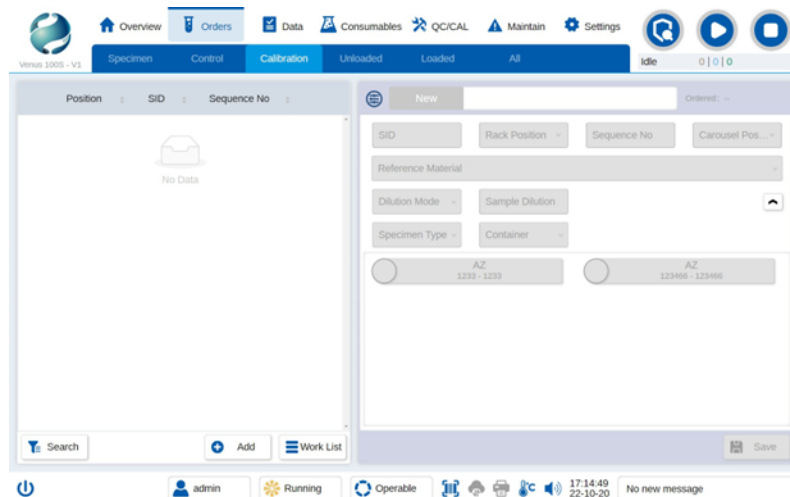 Overview Orders Data Consumables QC/CAL Maintain Settings
Venus 100S - V1 Specimen Control Calibration Unloaded Loaded All Idle 0 | 0 | 0
Position SID Sequence No
New Ordered: --
SID Rack Position Sequence No Carousel Pos...
Reference Material
No Data
Dilution Mode Sample Dilution
Specimen Type Container
AZ AZ
1233 - 1233 123466 - 123466
Search Add Work List Save
admin Running Operable °C 17:14:49 No new message
22-10-20